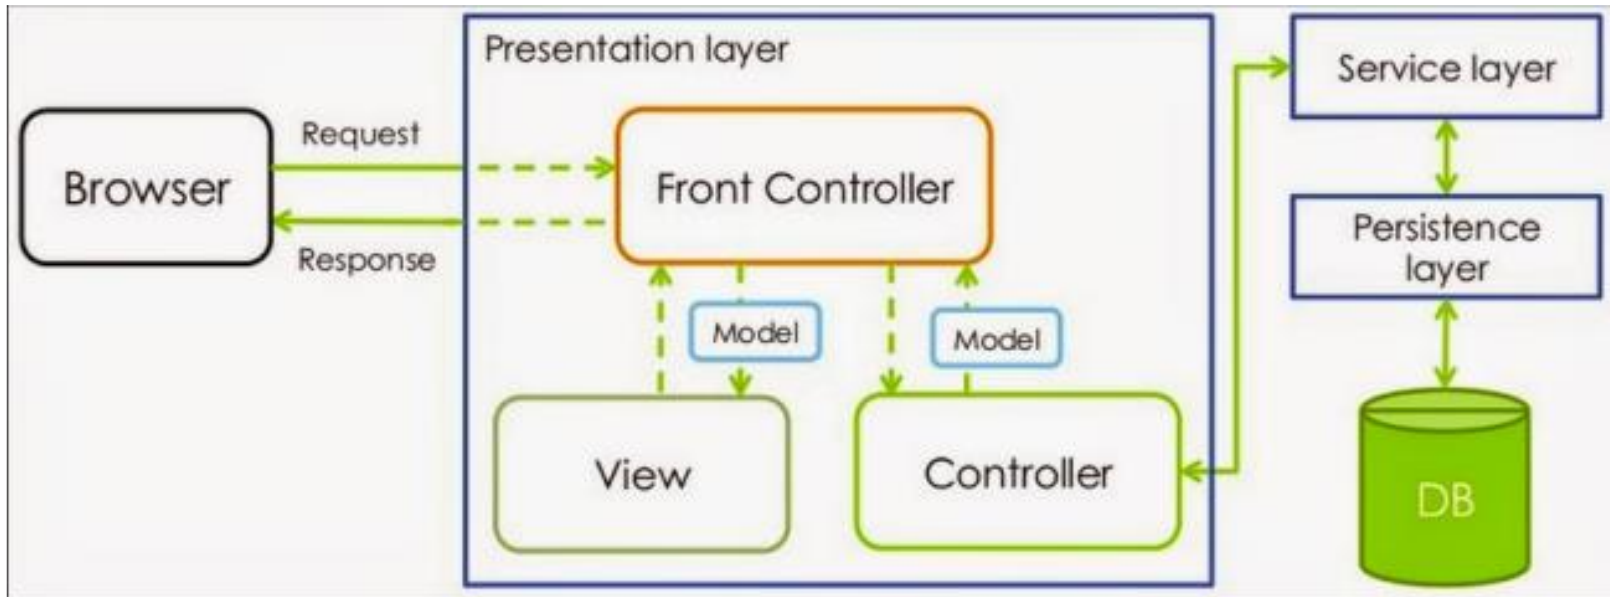 Presentation layer
Service layer
Request
Browser
Front Controller
Persistence
layer
Response
Model
Model
View
Controller
DB